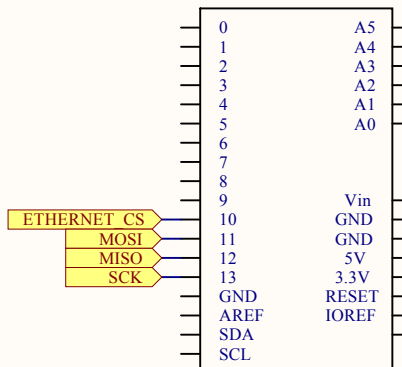 0 A5
1 A4
2 A3
3 A2
4 A1
5 A0
6
7
8
9 Vin
ETHERNET_CS 10 GND
MOSI 11 GND
MISO 12 5V
SCK 13 3.3V
GND RESET
AREF IOREF
SDA
SCL